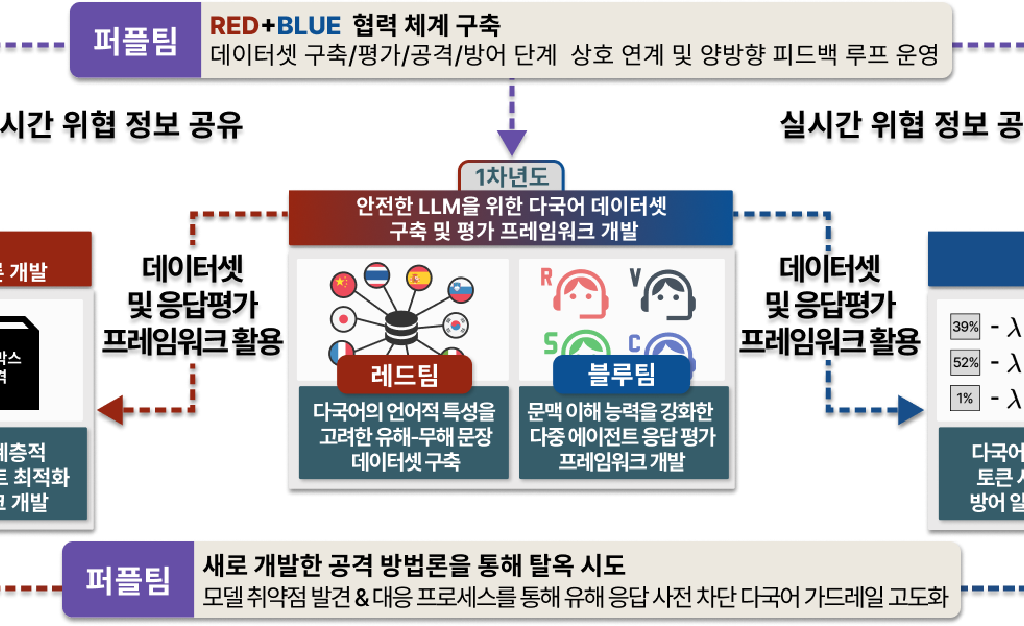 퍼플팀
RED+BLUE 협력 체계 구축
데이터셋 구축/평가/공격/방어 단계 상호 연계 및 양방향 피드백 루프 운영
시간 위협 정보 공유
실시간 위협 정보 공
1차년도
안전한 LLM을 위한 다국어 데이터셋
구축 및 평가 프레임워크 개발
개발
데이터셋
및 응답평가
프레임워크 활용
데이터셋
및 응답평가
프레임워크 활용
R
V
S
C
박스
격
39% - λ
52% - λ
1% - λ
레드팀
다국어의 언어적 특성을
고려한 유해-무해 문장
데이터셋 구축
블루팀
문맥 이해 능력을 강화한
다중 에이전트 응답 평가
프레임워크 개발
계층적
트 최적화
크 개발
다국어
토큰
방어 알
퍼플팀
새로 개발한 공격 방법론을 통해 탈옥 시도
모델 취약점 발견 & 대응 프로세스를 통해 유해 응답 사전 차단 다국어 가드레일 고도화